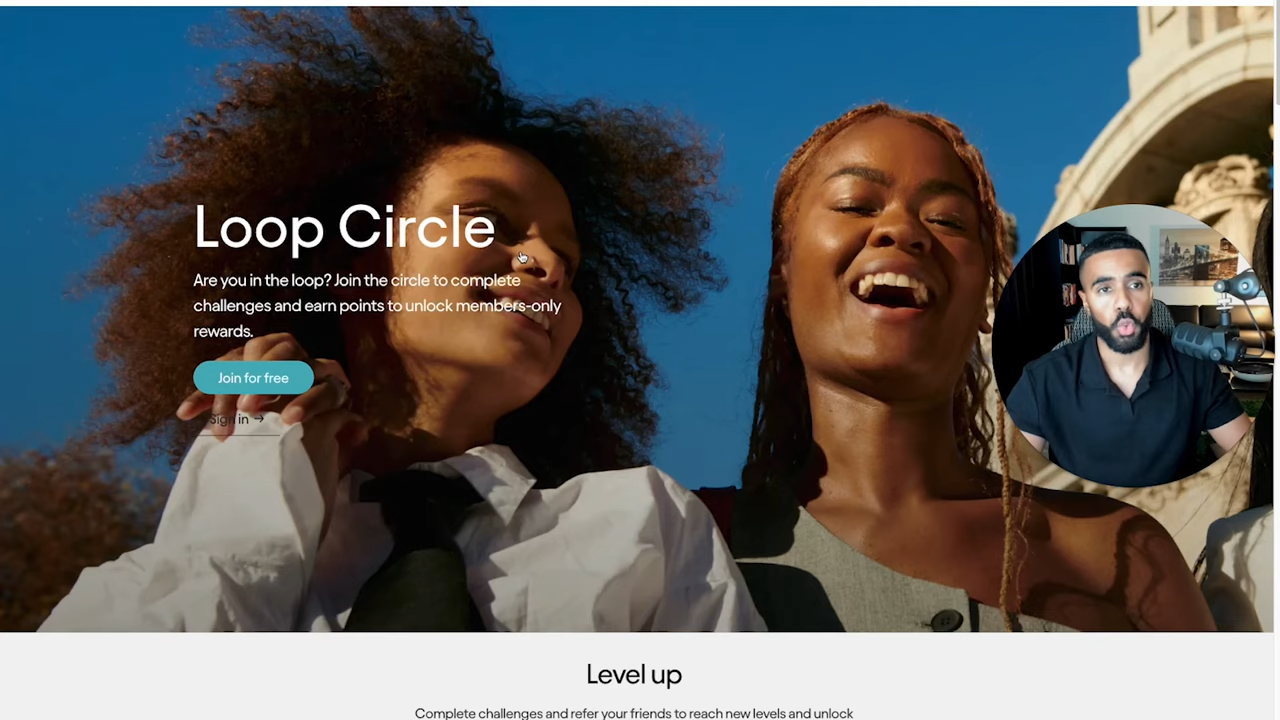 Loop Circle
Are you in the loop? Join the circle to complete
challenges and earn points to unlock members-only
rewards.
Join for free
Sign in →
Level up
Complete challenges and refer your friends to reach new levels and unlock